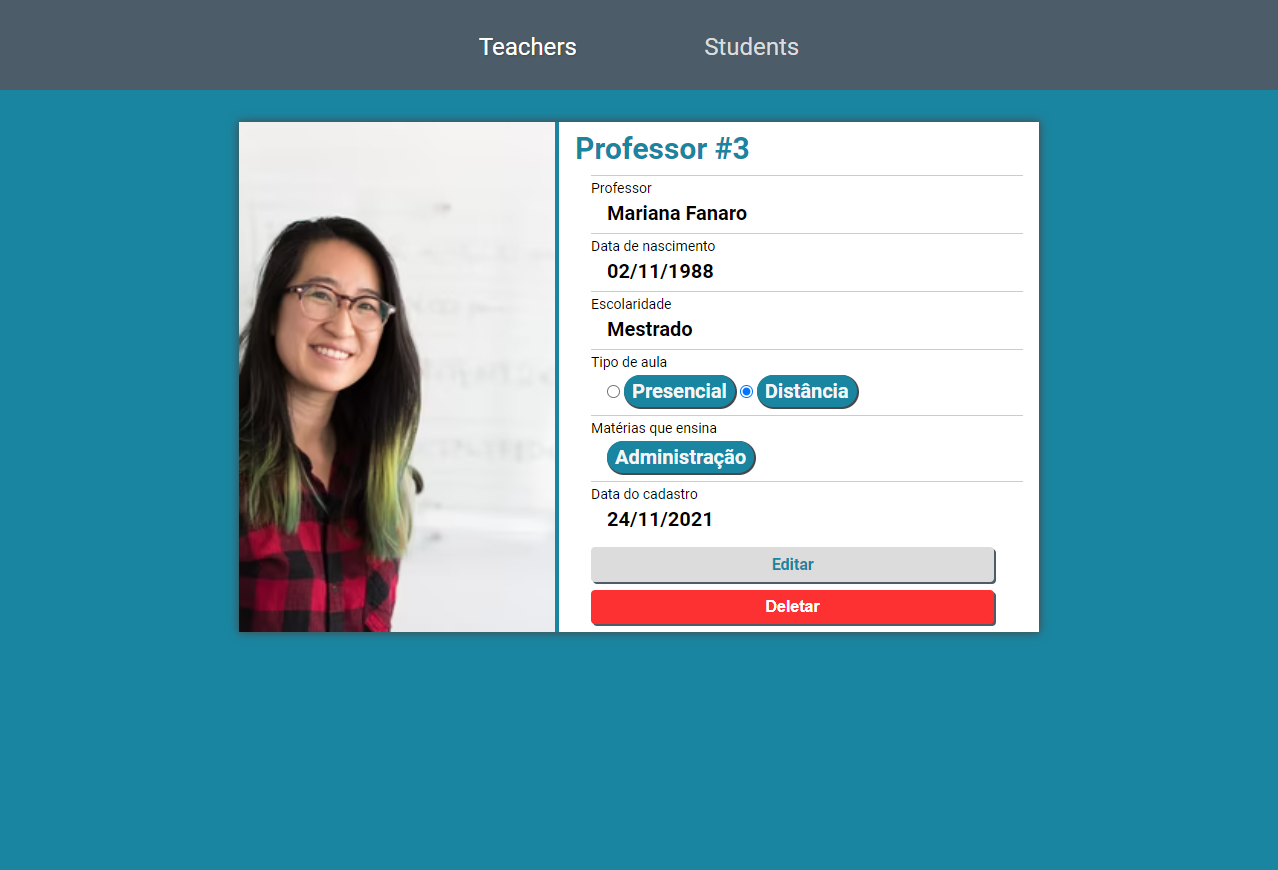 Teachers Students
Professor #3
Professor
Mariana Fanaro
Data de nascimento
02/11/1988
Escolaridade
Mestrado
Tipo de aula
Presencial Distância
Matérias que ensina
Administração
Data do cadastro
24/11/2021
Editar
Deletar